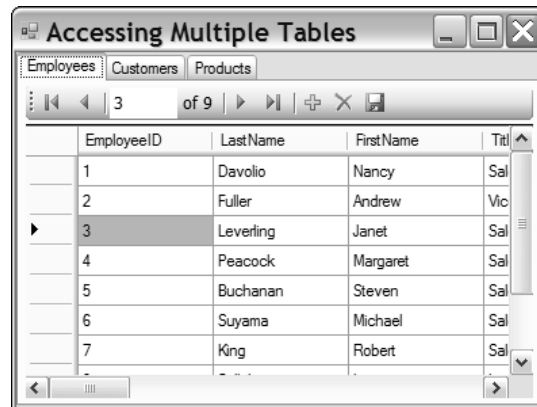 Accessing Multiple Tables
Employees Customers Products
3 of 9
EmployeeID LastName FirstName Titl
1 Davolio Nancy Sal
2 Fuller Andrew Vic
3 Leverling Janet Sal
4 Peacock Margaret Sal
5 Buchanan Steven Sal
6 Suyama Michael Sal
7 King Robert Sal